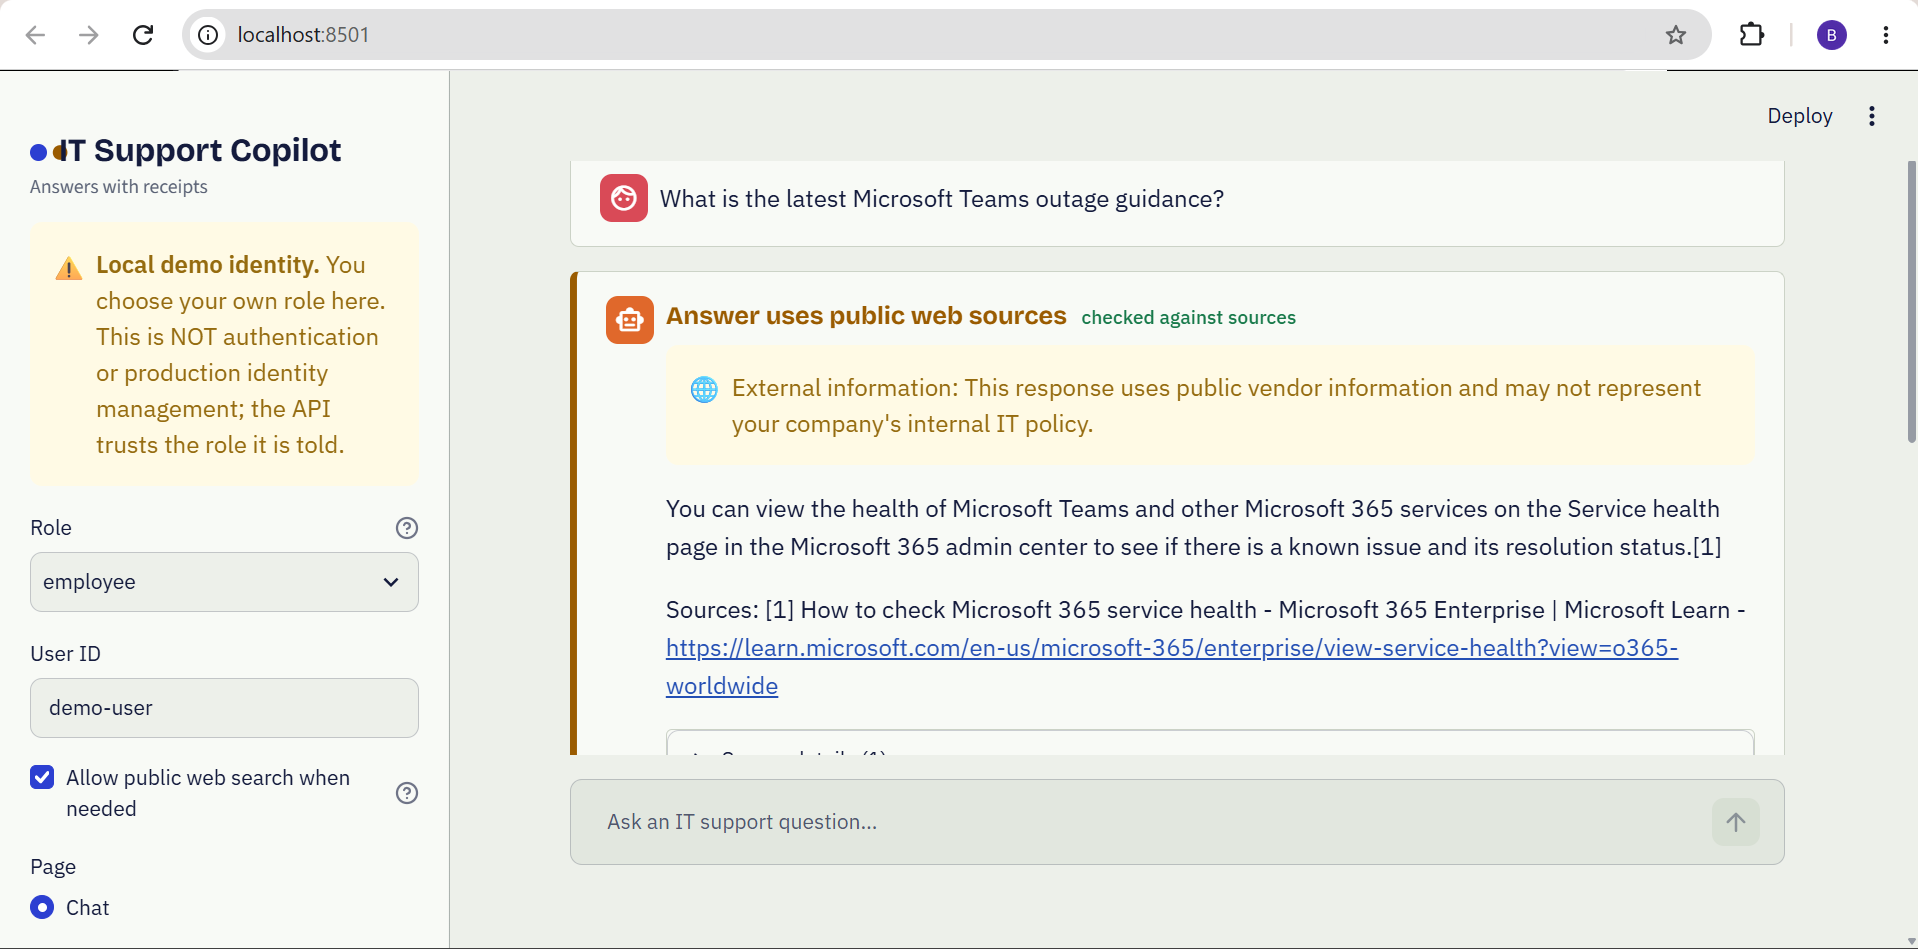 localhost:8501
B
Deploy
IT Support Copilot
Answers with receipts
Local demo identity. You
choose your own role here.
This is NOT authentication
or production identity
management; the API
trusts the role it is told.
Role
employee
User ID
demo-user
Allow public web search when
needed
Page
Chat
What is the latest Microsoft Teams outage guidance?
Answer uses public web sources checked against sources
External information: This response uses public vendor information and may not represent
your company's internal IT policy.
You can view the health of Microsoft Teams and other Microsoft 365 services on the Service health
page in the Microsoft 365 admin center to see if there is a known issue and its resolution status.[1]
Sources: [1] How to check Microsoft 365 service health - Microsoft 365 Enterprise | Microsoft Learn -
https://learn.microsoft.com/en-us/microsoft-365/enterprise/view-service-health?view=o365-
worldwide
Ask an IT support question...